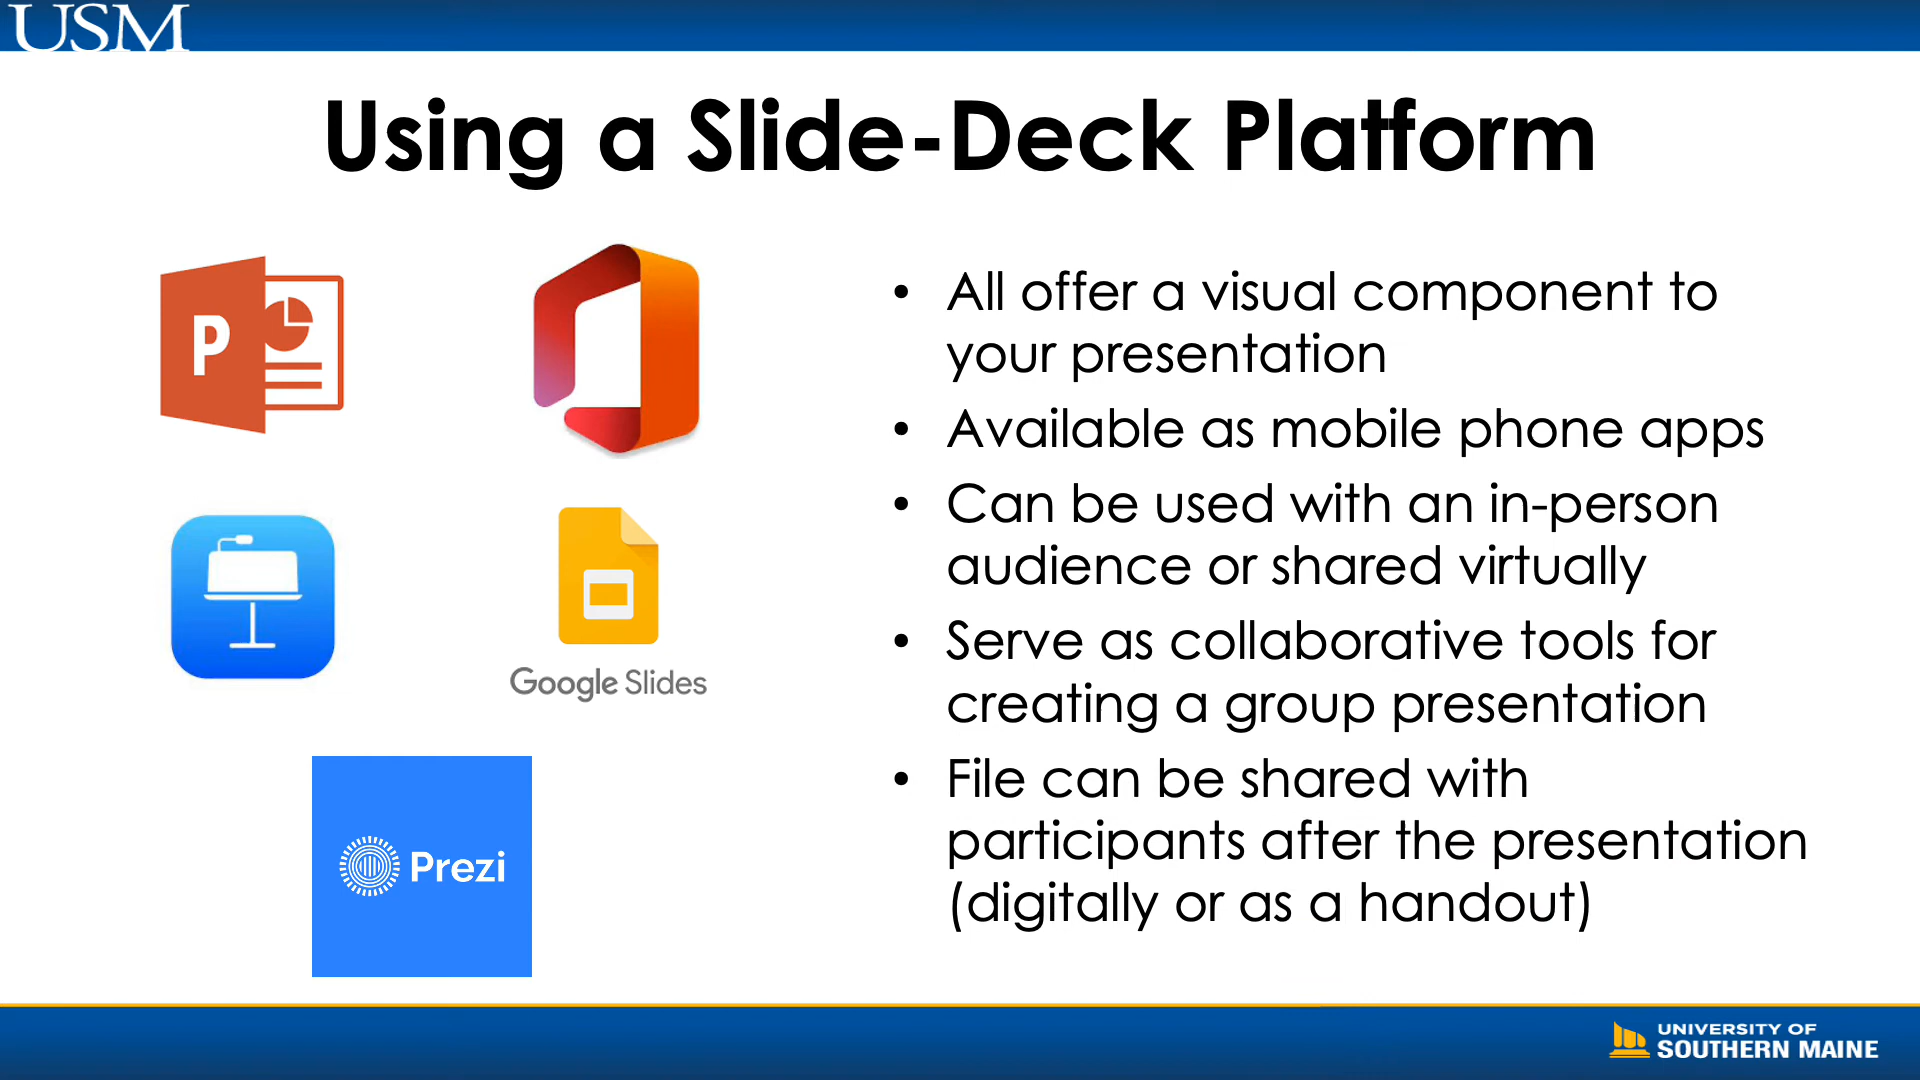 USM
Using a Slide-Deck Platform
P
Google Slides
Prezi
• All offer a visual component to
your presentation
• Available as mobile phone apps
• Can be used with an in-person
audience or shared virtually
• Serve as collaborative tools for
creating a group presentation
• File can be shared with
participants after the presentation
(digitally or as a handout)
UNIVERSITY OF
SOUTHERN MAINE